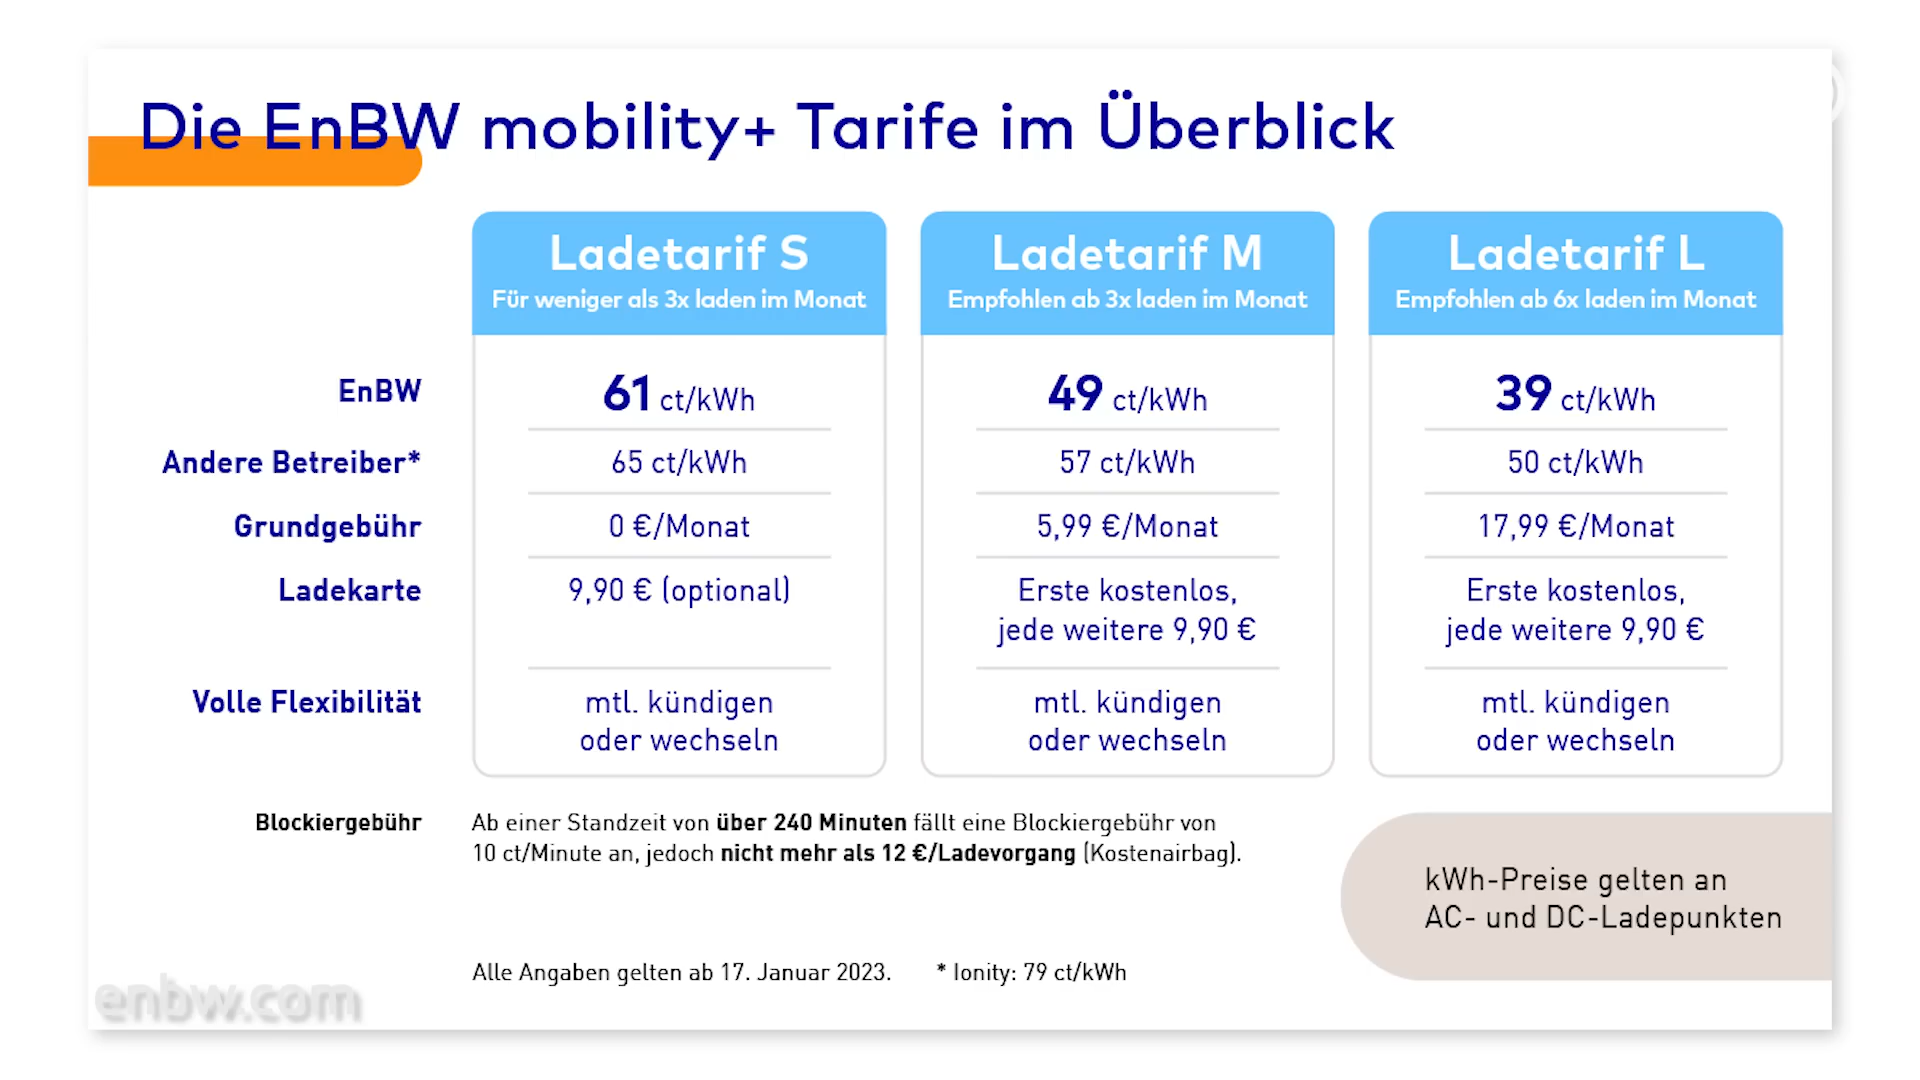 Die EnBW mobility+ Tarife im Überblick
Ladetarif S
Für weniger als 3x laden im Monat
Ladetarif M
Empfohlen ab 3x laden im Monat
Ladetarif L
Empfohlen ab 6x laden im Monat
EnBW 61 ct/kWh 49 ct/kWh 39 ct/kWh
Andere Betreiber* 65 ct/kWh 57 ct/kWh 50 ct/kWh
Grundgebühr 0 €/Monat 5,99 €/Monat 17,99 €/Monat
Ladekarte 9,90 € (optional) Erste kostenlos, Erste kostenlos,
jede weitere 9,90 € jede weitere 9,90 €
Volle Flexibilität mtl. kündigen mtl. kündigen mtl. kündigen
oder wechseln oder wechseln oder wechseln
Blockiergebühr Ab einer Standzeit von über 240 Minuten fällt eine Blockiergebühr von
10 ct/Minute an, jedoch nicht mehr als 12 €/Ladevorgang (Kostenairbag).
kWh-Preise gelten an
AC- und DC-Ladepunkten
Alle Angaben gelten ab 17. Januar 2023. * Ionity: 79 ct/kWh
enbw.com